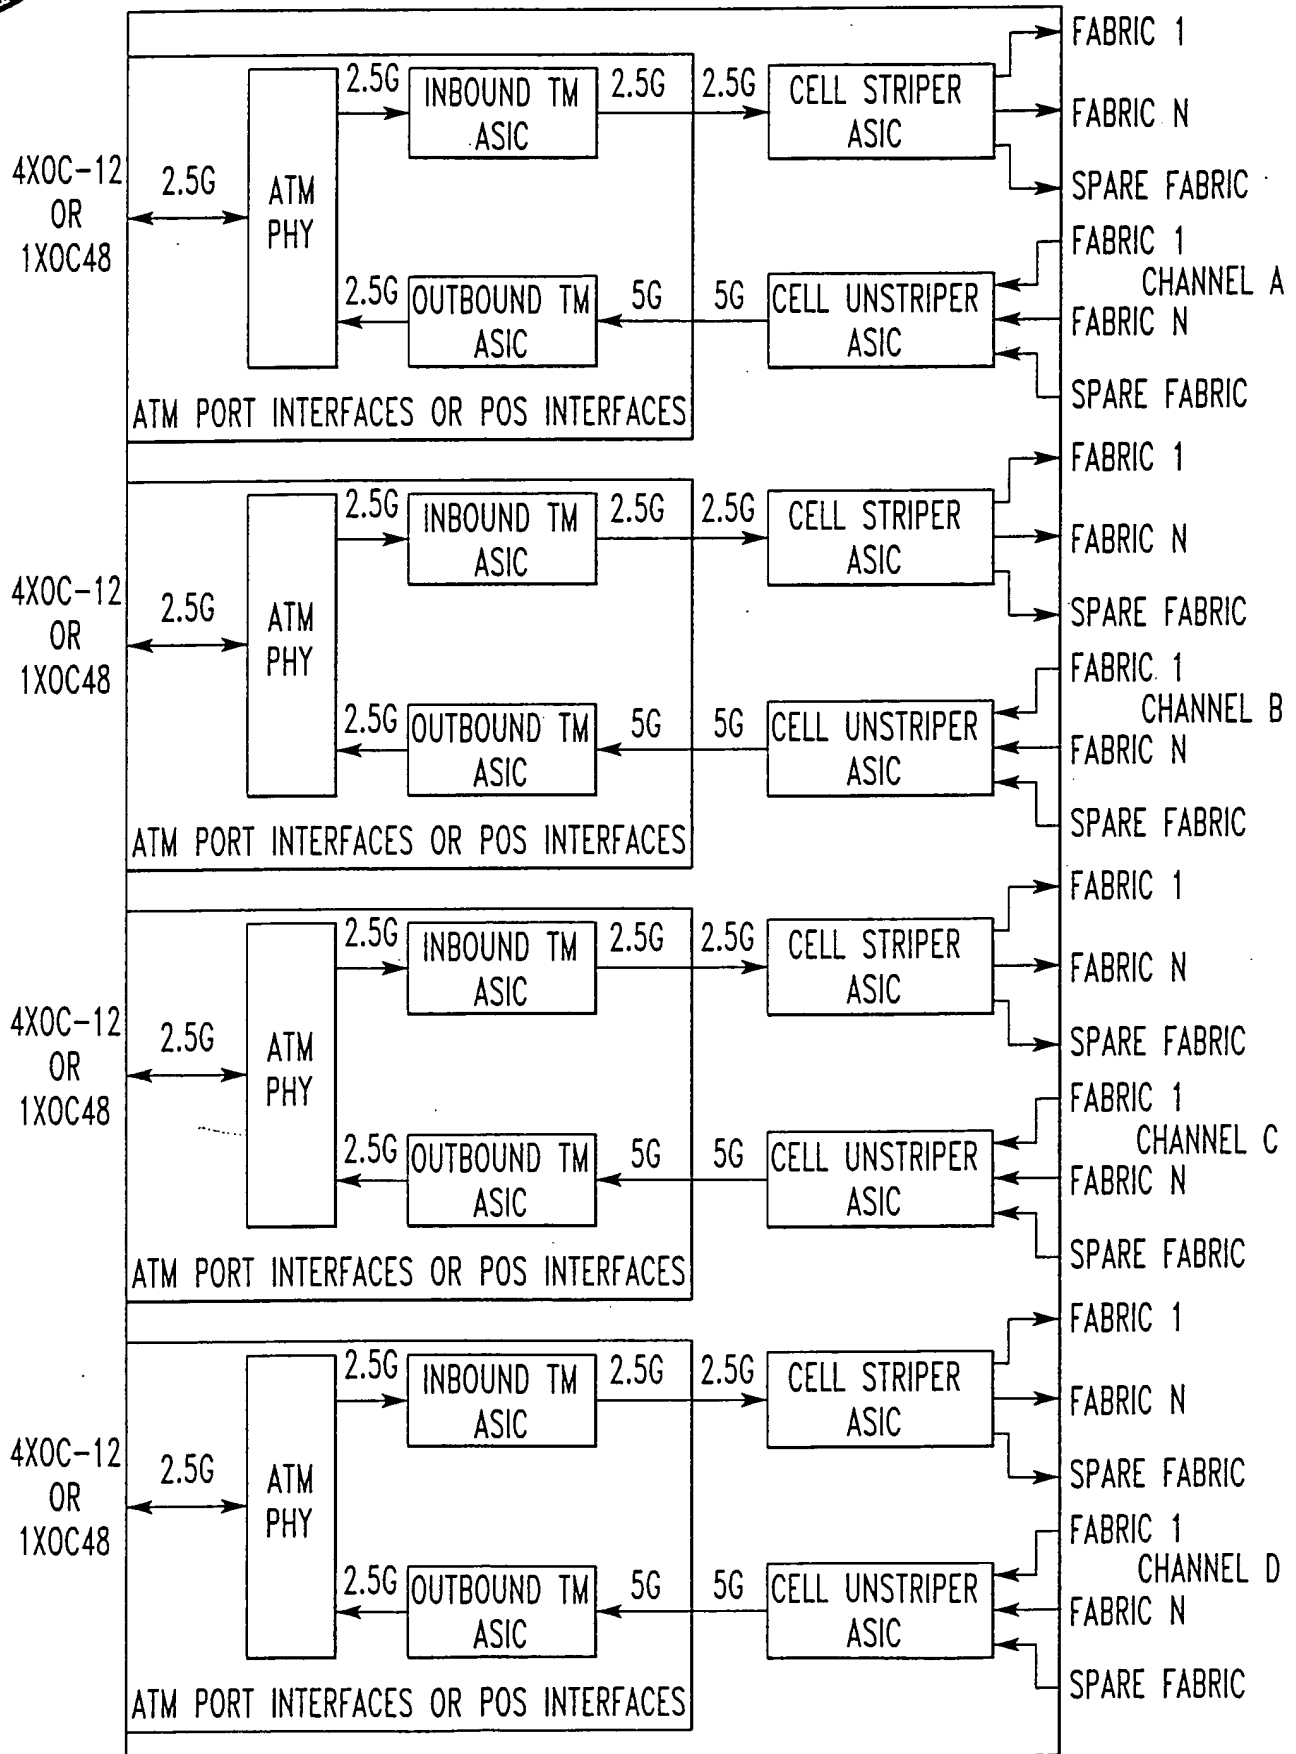 FABRIC 1
2.5G
INBOUND TM
ASIC
2.5G
2.5G
CELL STRIPER
ASIC
FABRIC N
4XOC-12
OR
1XOC48
2.5G
ATM
PHY
SPARE FABRIC
FABRIC 1
CHANNEL A
2.5G
OUTBOUND TM
ASIC
5G
5G
CELL UNSTRIPER
ASIC
FABRIC N
SPARE FABRIC
ATM PORT INTERFACES OR POS INTERFACES
FABRIC 1
2.5G
INBOUND TM
ASIC
2.5G
2.5G
CELL STRIPER
ASIC
FABRIC N
4XOC-12
OR
1XOC48
2.5G
ATM
PHY
SPARE FABRIC
FABRIC 1
CHANNEL B
2.5G
OUTBOUND TM
ASIC
5G
5G
CELL UNSTRIPER
ASIC
FABRIC N
SPARE FABRIC
ATM PORT INTERFACES OR POS INTERFACES
FABRIC 1
2.5G
INBOUND TM
ASIC
2.5G
2.5G
CELL STRIPER
ASIC
FABRIC N
4XOC-12
OR
1XOC48
2.5G
ATM
PHY
SPARE FABRIC
FABRIC 1
CHANNEL C
2.5G
OUTBOUND TM
ASIC
5G
5G
CELL UNSTRIPER
ASIC
FABRIC N
SPARE FABRIC
ATM PORT INTERFACES OR POS INTERFACES
FABRIC 1
2.5G
INBOUND TM
ASIC
2.5G
2.5G
CELL STRIPER
ASIC
FABRIC N
4XOC-12
OR
1XOC48
2.5G
ATM
PHY
SPARE FABRIC
FABRIC 1
CHANNEL D
2.5G
OUTBOUND TM
ASIC
5G
5G
CELL UNSTRIPER
ASIC
FABRIC N
SPARE FABRIC
ATM PORT INTERFACES OR POS INTERFACES